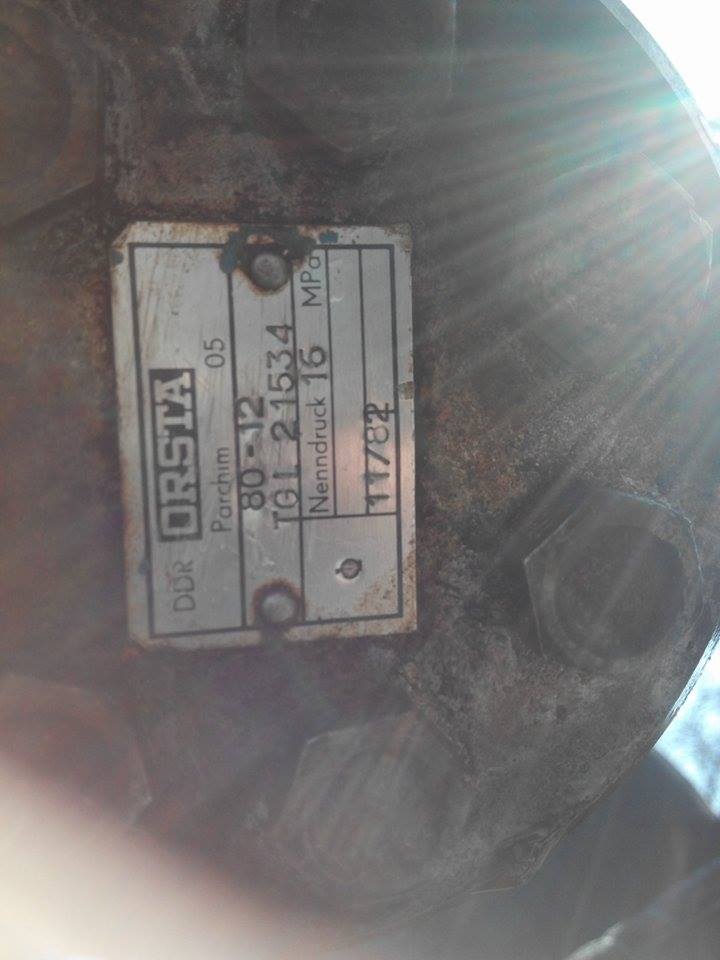 DDR ORSTA
Parchim 05
80-12
TGL 21534
Nenndruck 16 MPa
11/82